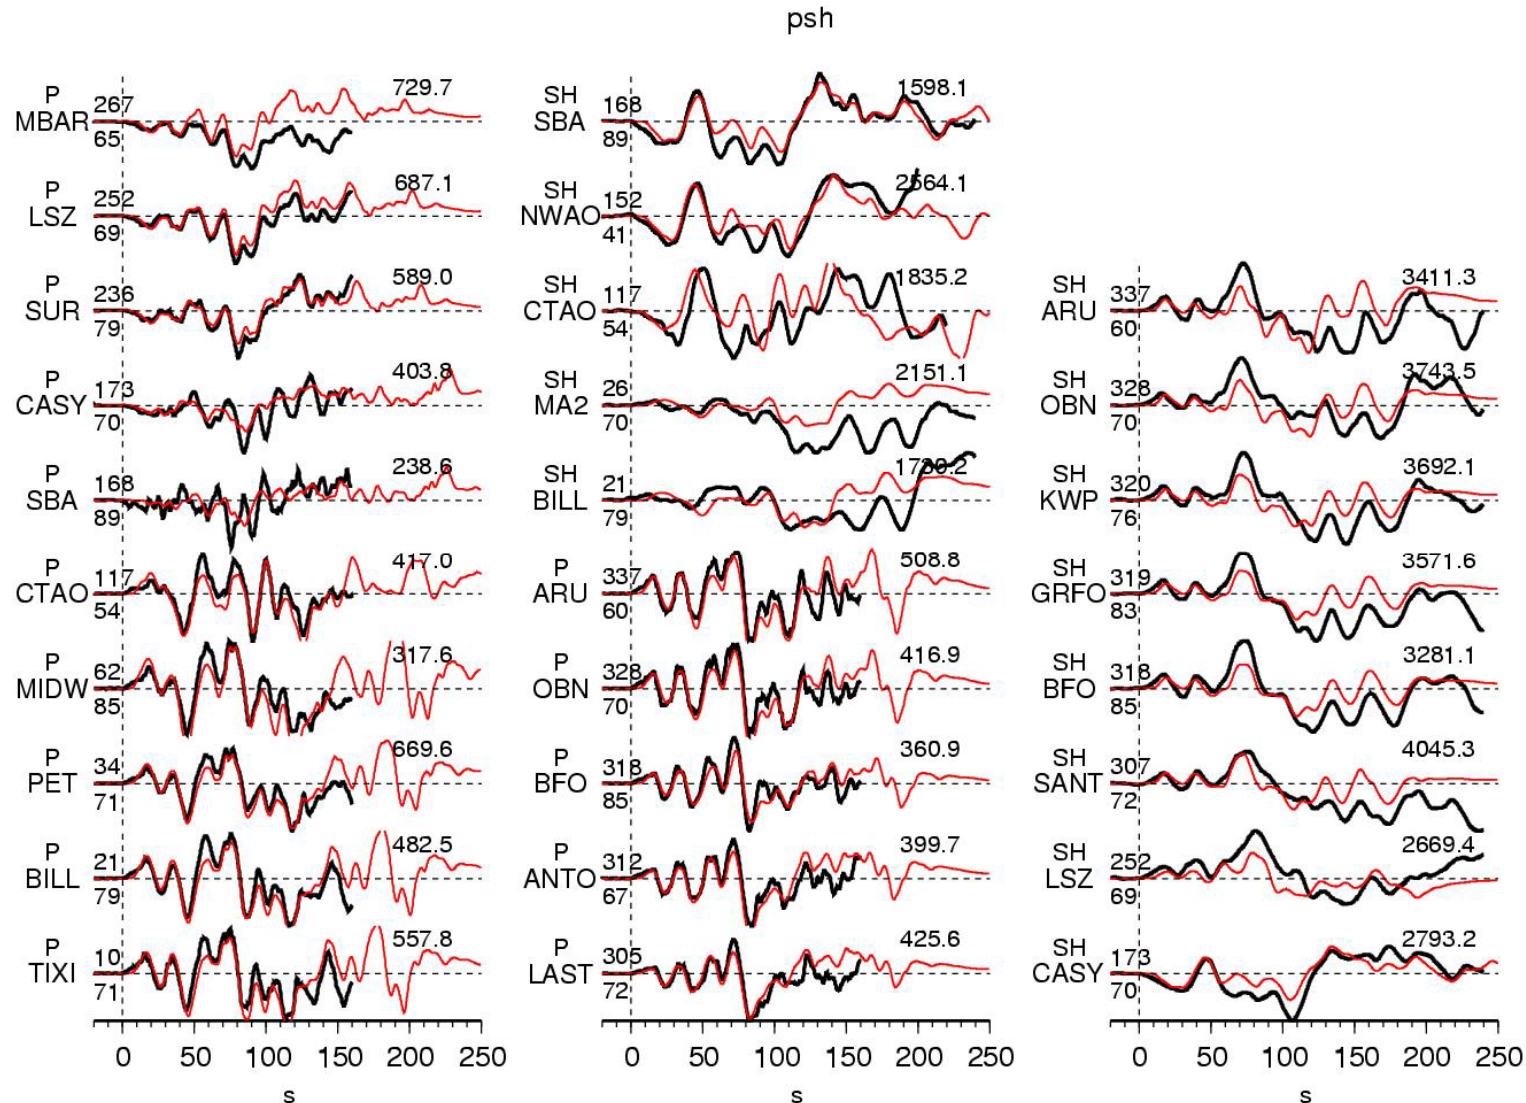 psh
P
MBAR
267
65
729.7
P
LSZ
252
69
687.1
P
SUR
236
79
589.0
P
CASY
173
70
403.8
P
SBA
168
89
238.6
P
CTAO
117
54
417.0
P
MIDW
62
85
317.6
P
PET
34
71
669.6
P
BILL
21
79
482.5
P
TIXI
10
71
557.8
0 50 100 150 200 250
s
SH
SBA
168
89
1598.1
SH
NWAO
152
41
2564.1
SH
CTAO
117
54
1835.2
SH
MA2
26
70
2151.1
SH
BILL
21
79
1730.2
P
ARU
337
60
508.8
P
OBN
328
70
416.9
P
BFO
318
85
360.9
P
ANTO
312
67
399.7
P
LAST
305
72
425.6
0 50 100 150 200 250
s
SH
ARU
337
60
3411.3
SH
OBN
328
70
3743.5
SH
KWP
320
76
3692.1
SH
GRFO
319
83
3571.6
SH
BFO
318
85
3281.1
SH
SANT
307
72
4045.3
SH
LSZ
252
69
2669.4
SH
CASY
173
70
2793.2
0 50 100 150 200 250
s